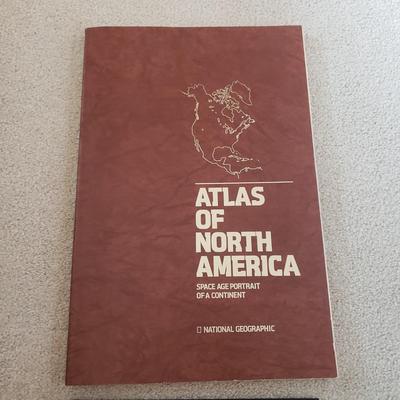 ATLAS
OF
NORTH
AMERICA
SPACE AGE PORTRAIT
OF A CONTINENT
NATIONAL GEOGRAPHIC